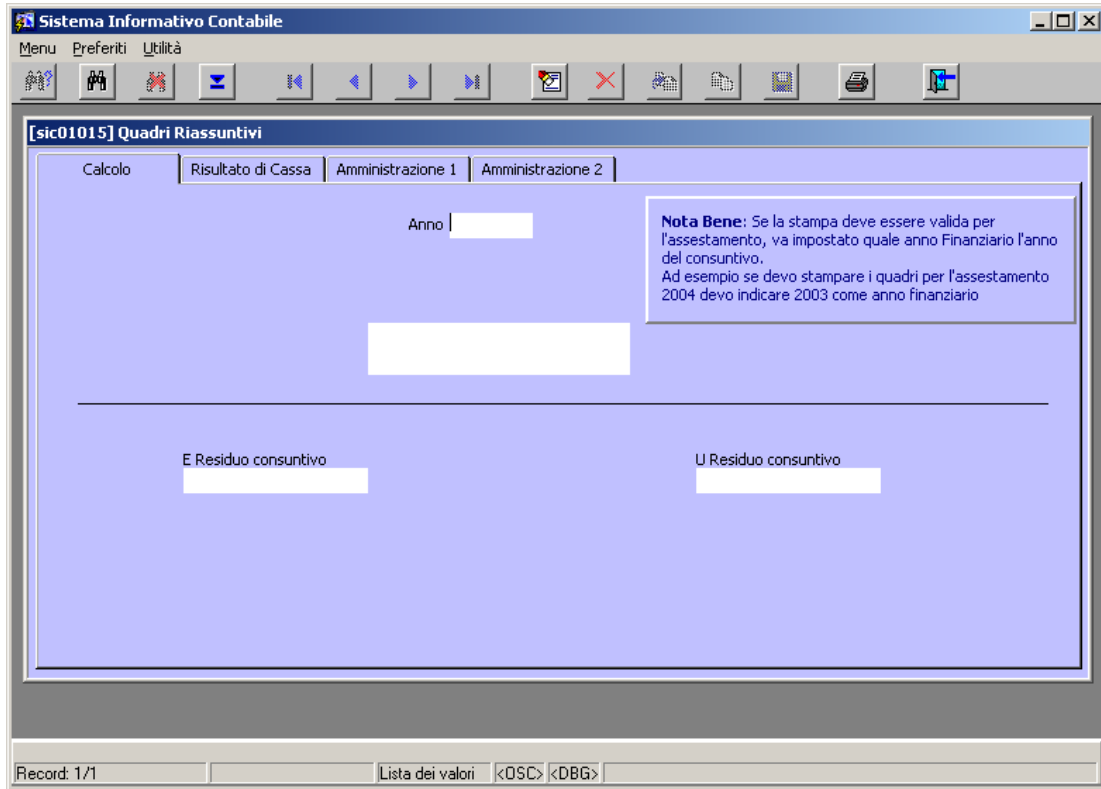 Sistema Informativo Contabile
Menu Preferiti Utilità
[sic01015] Quadri Riassuntivi
Calcolo Risultato di Cassa Amministrazione 1 Amministrazione 2
Anno
Nota Bene: Se la stampa deve essere valida per
l'assestamento, va impostato quale anno Finanziario l'anno
del consuntivo.
Ad esempio se devo stampare i quadri per l'assestamento
2004 devo indicare 2003 come anno finanziario
E Residuo consuntivo U Residuo consuntivo
Record: 1/1 Lista dei valori <OSC> <DBG>